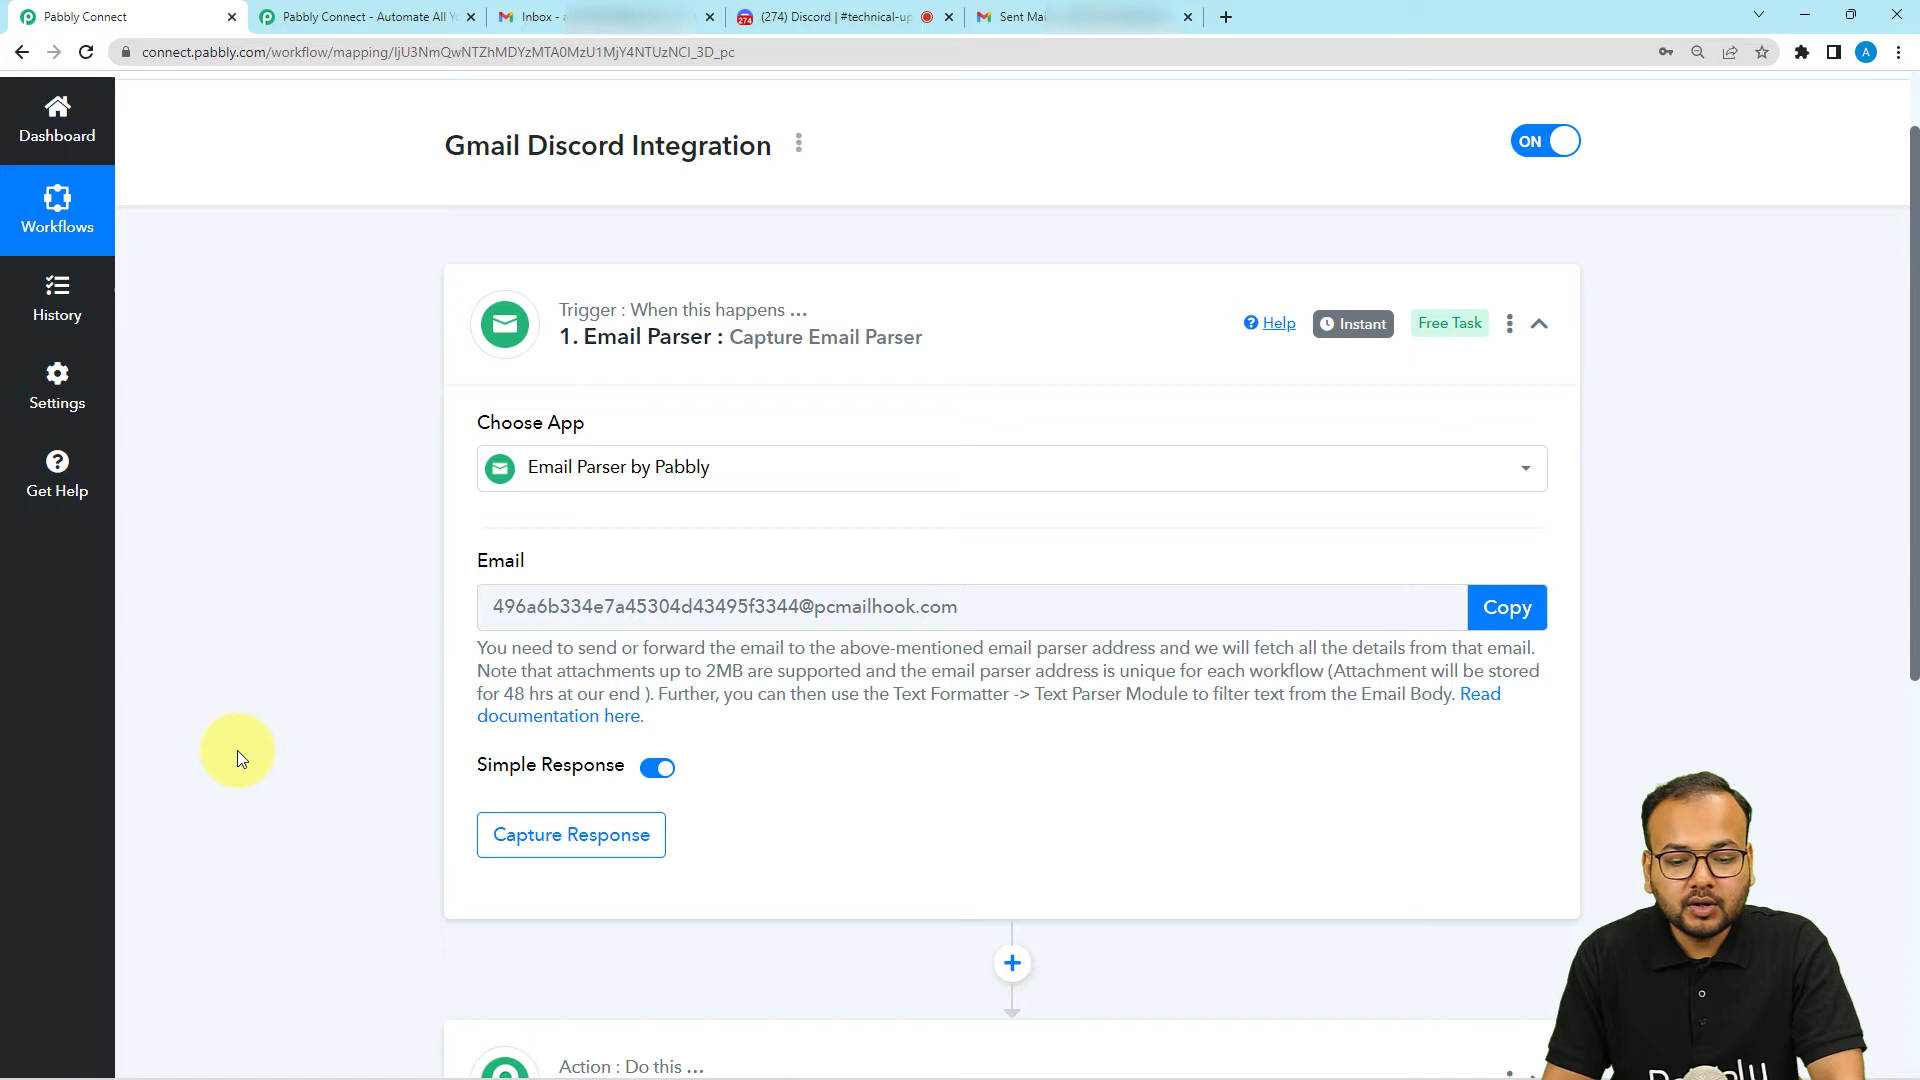 Pabbly Connect
Pabbly Connect - Automate All Yo
Inbox - a
(274) Discord | #technical-up
Sent Mai
connect.pabbly.com/workflow/mapping/IjU3NmQwNTZhMDYzMTA0MzU1MjY4NTUzNCI_3D_pc
A
274
Dashboard
Workflows
History
Settings
Get Help
Gmail Discord Integration
ON
Trigger : When this happens ...
1. Email Parser : Capture Email Parser
Help
Instant
Free Task
Choose App
Email Parser by Pabbly
Email
496a6b334e7a45304d43495f3344@pcmailhook.com
Copy
You need to send or forward the email to the above-mentioned email parser address and we will fetch all the details from that email.
Note that attachments up to 2MB are supported and the email parser address is unique for each workflow (Attachment will be stored
for 48 hrs at our end ). Further, you can then use the Text Formatter -> Text Parser Module to filter text from the Email Body. Read
documentation here.
Simple Response
Capture Response
Action : Do this ...
Pabbly